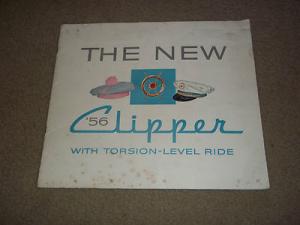 THE NEW
'56 Clipper
WITH TORSION-LEVEL RIDE